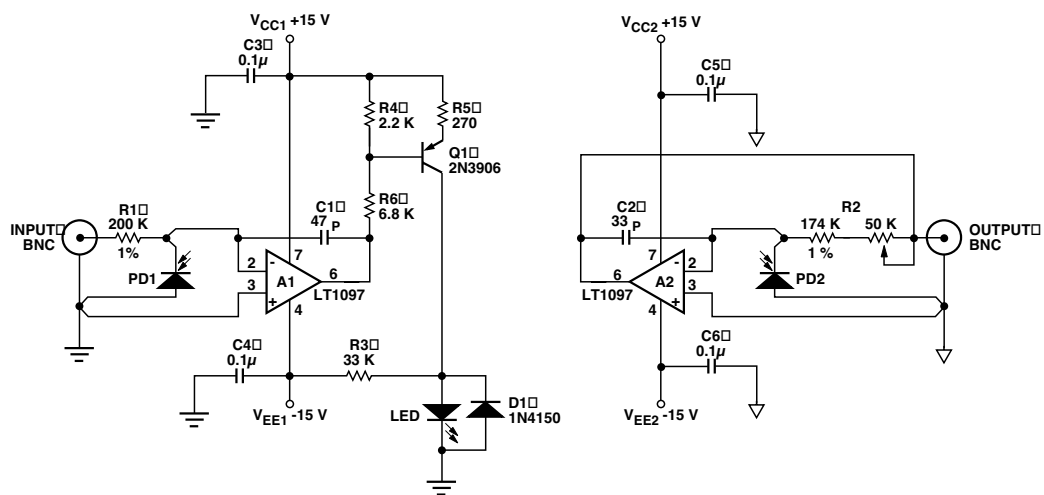 VCC1 +15 V
C3□
0.1µ
R4□
2.2 K
R5□
270
Q1□
2N3906
R6□
6.8 K
C1□
47 P
INPUT□
BNC
R1□
200 K
1%
PD1
2
3
-
+
A1
7
6
4
LT1097
C4□
0.1µ
R3□
33 K
VEE1 -15 V
LED
D1□
1N4150
VCC2 +15 V
C5□
0.1µ
C2□
33 P
7
2
3
-
+
A2
6
4
LT1097
174 K
1 %
R2
50 K
PD2
OUTPUT□
BNC
C6□
0.1µ
VEE2 -15 V